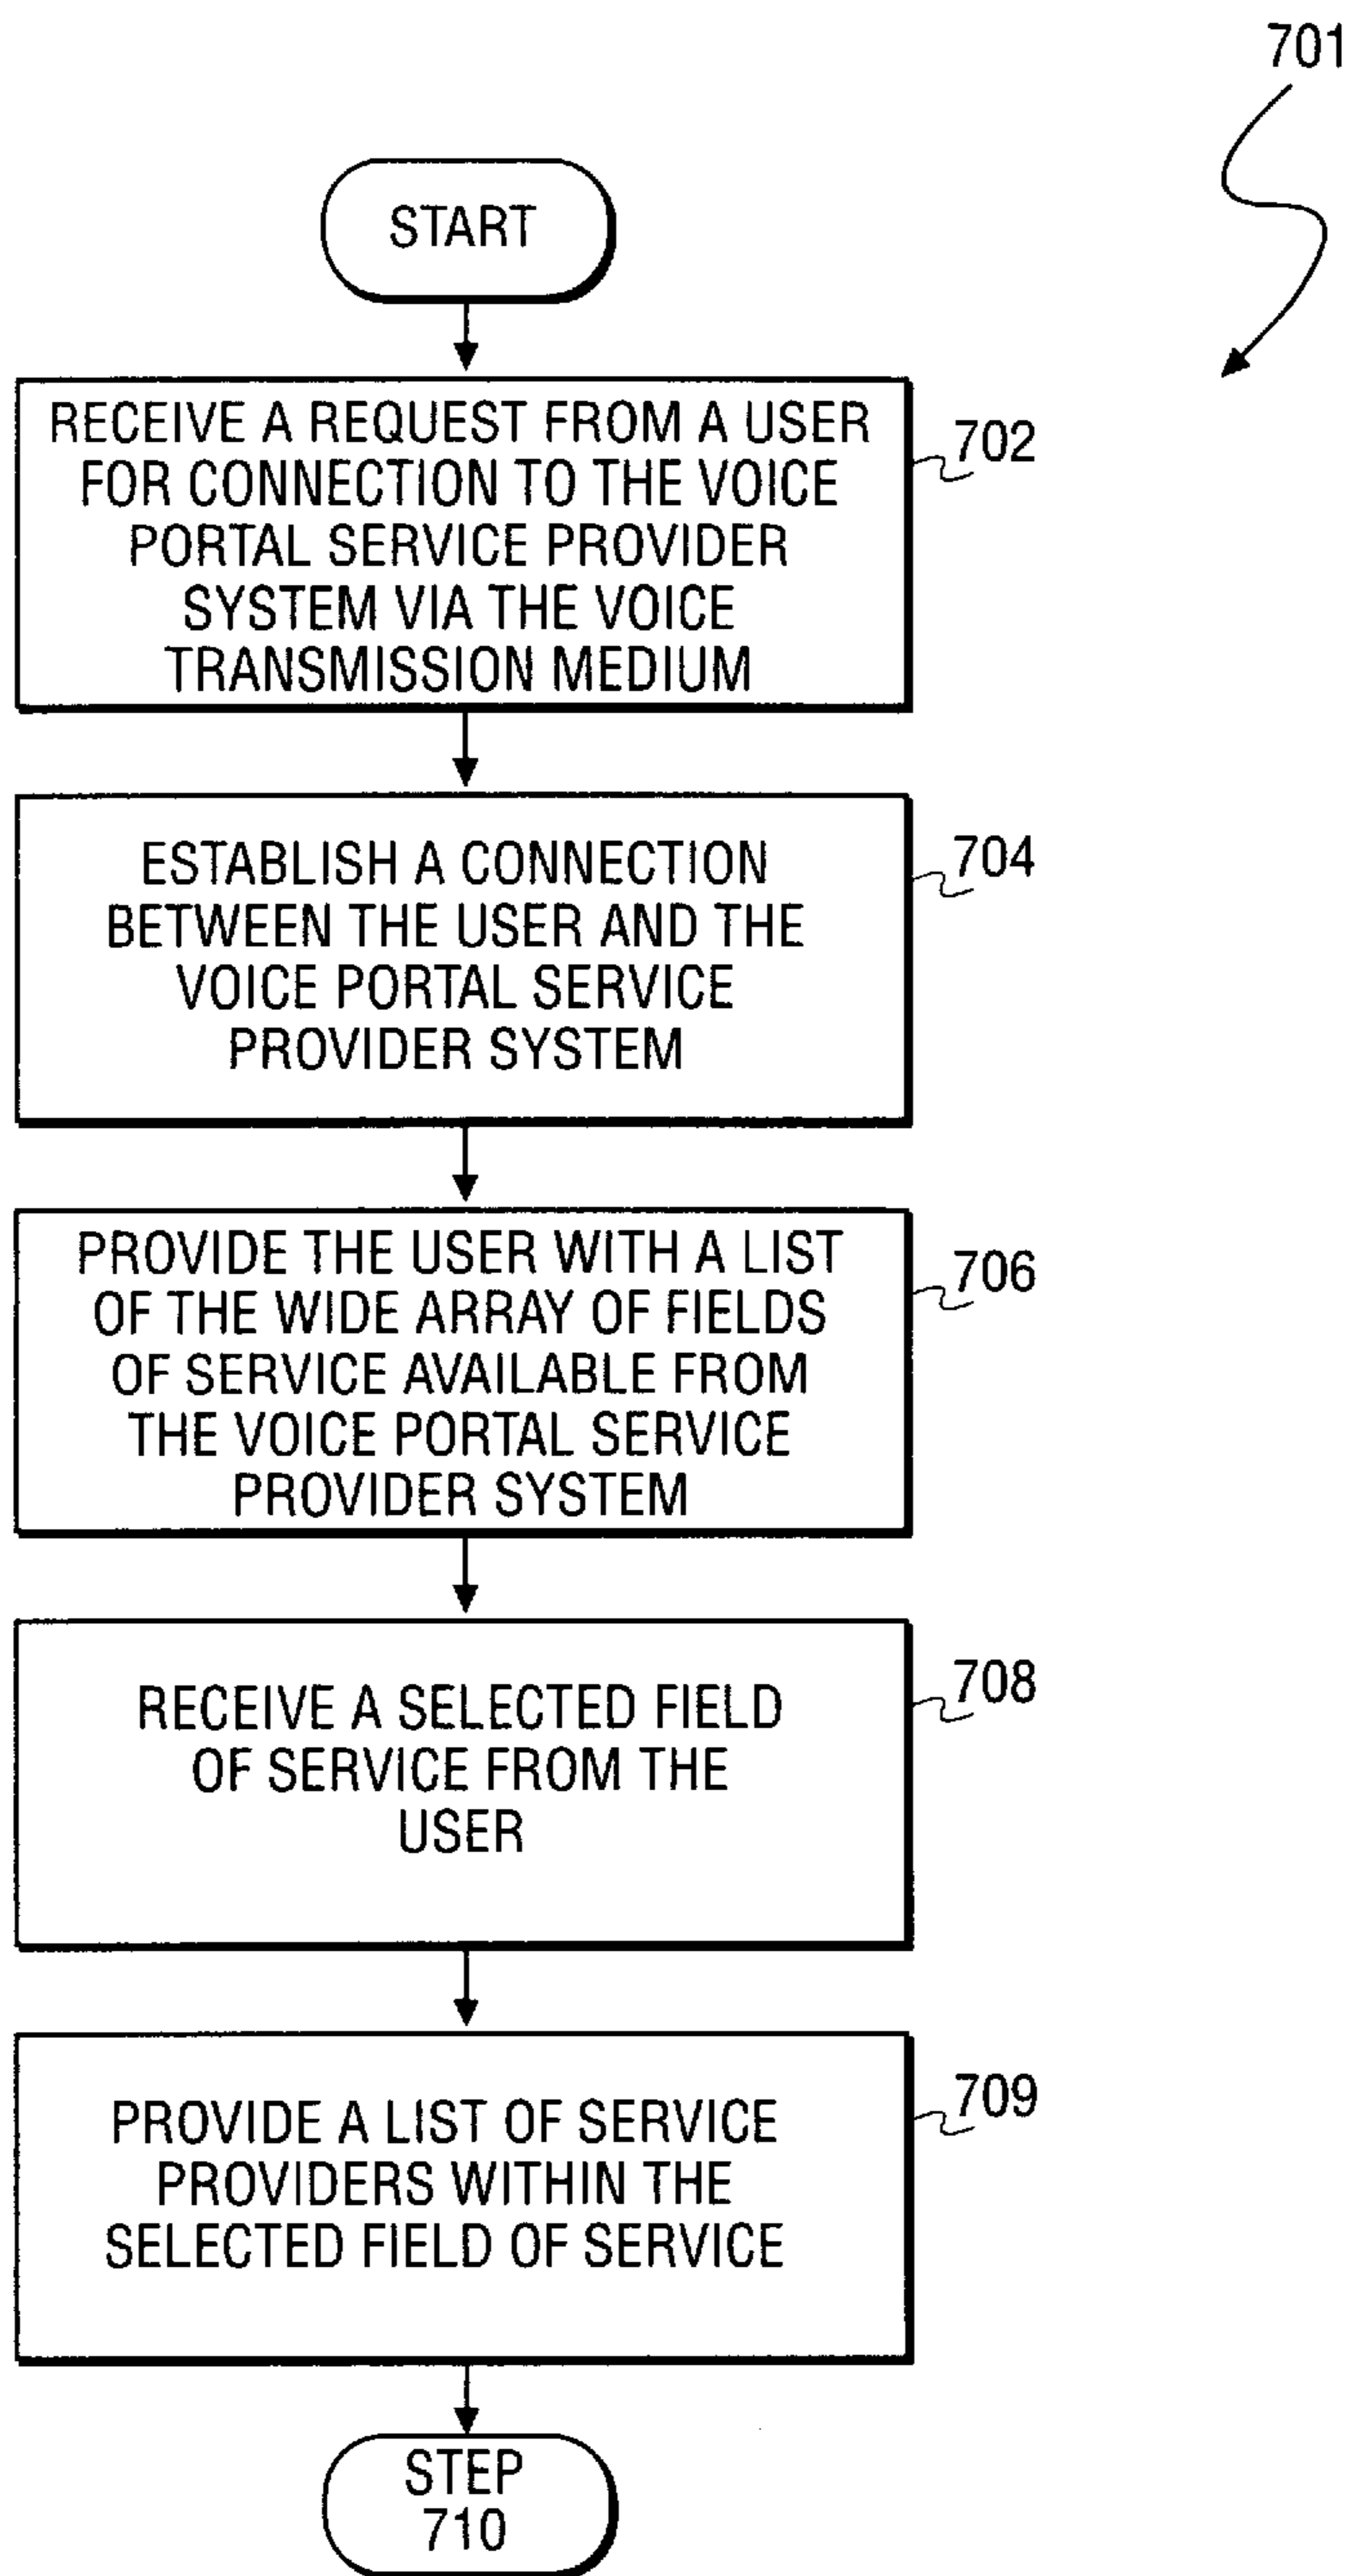 701
START
RECEIVE A REQUEST FROM A USER
FOR CONNECTION TO THE VOICE
PORTAL SERVICE PROVIDER
SYSTEM VIA THE VOICE
TRANSMISSION MEDIUM
702
ESTABLISH A CONNECTION
BETWEEN THE USER AND THE
VOICE PORTAL SERVICE
PROVIDER SYSTEM
704
PROVIDE THE USER WITH A LIST
OF THE WIDE ARRAY OF FIELDS
OF SERVICE AVAILABLE FROM
THE VOICE PORTAL SERVICE
PROVIDER SYSTEM
706
RECEIVE A SELECTED FIELD
OF SERVICE FROM THE
USER
708
PROVIDE A LIST OF SERVICE
PROVIDERS WITHIN THE
SELECTED FIELD OF SERVICE
709
STEP
710